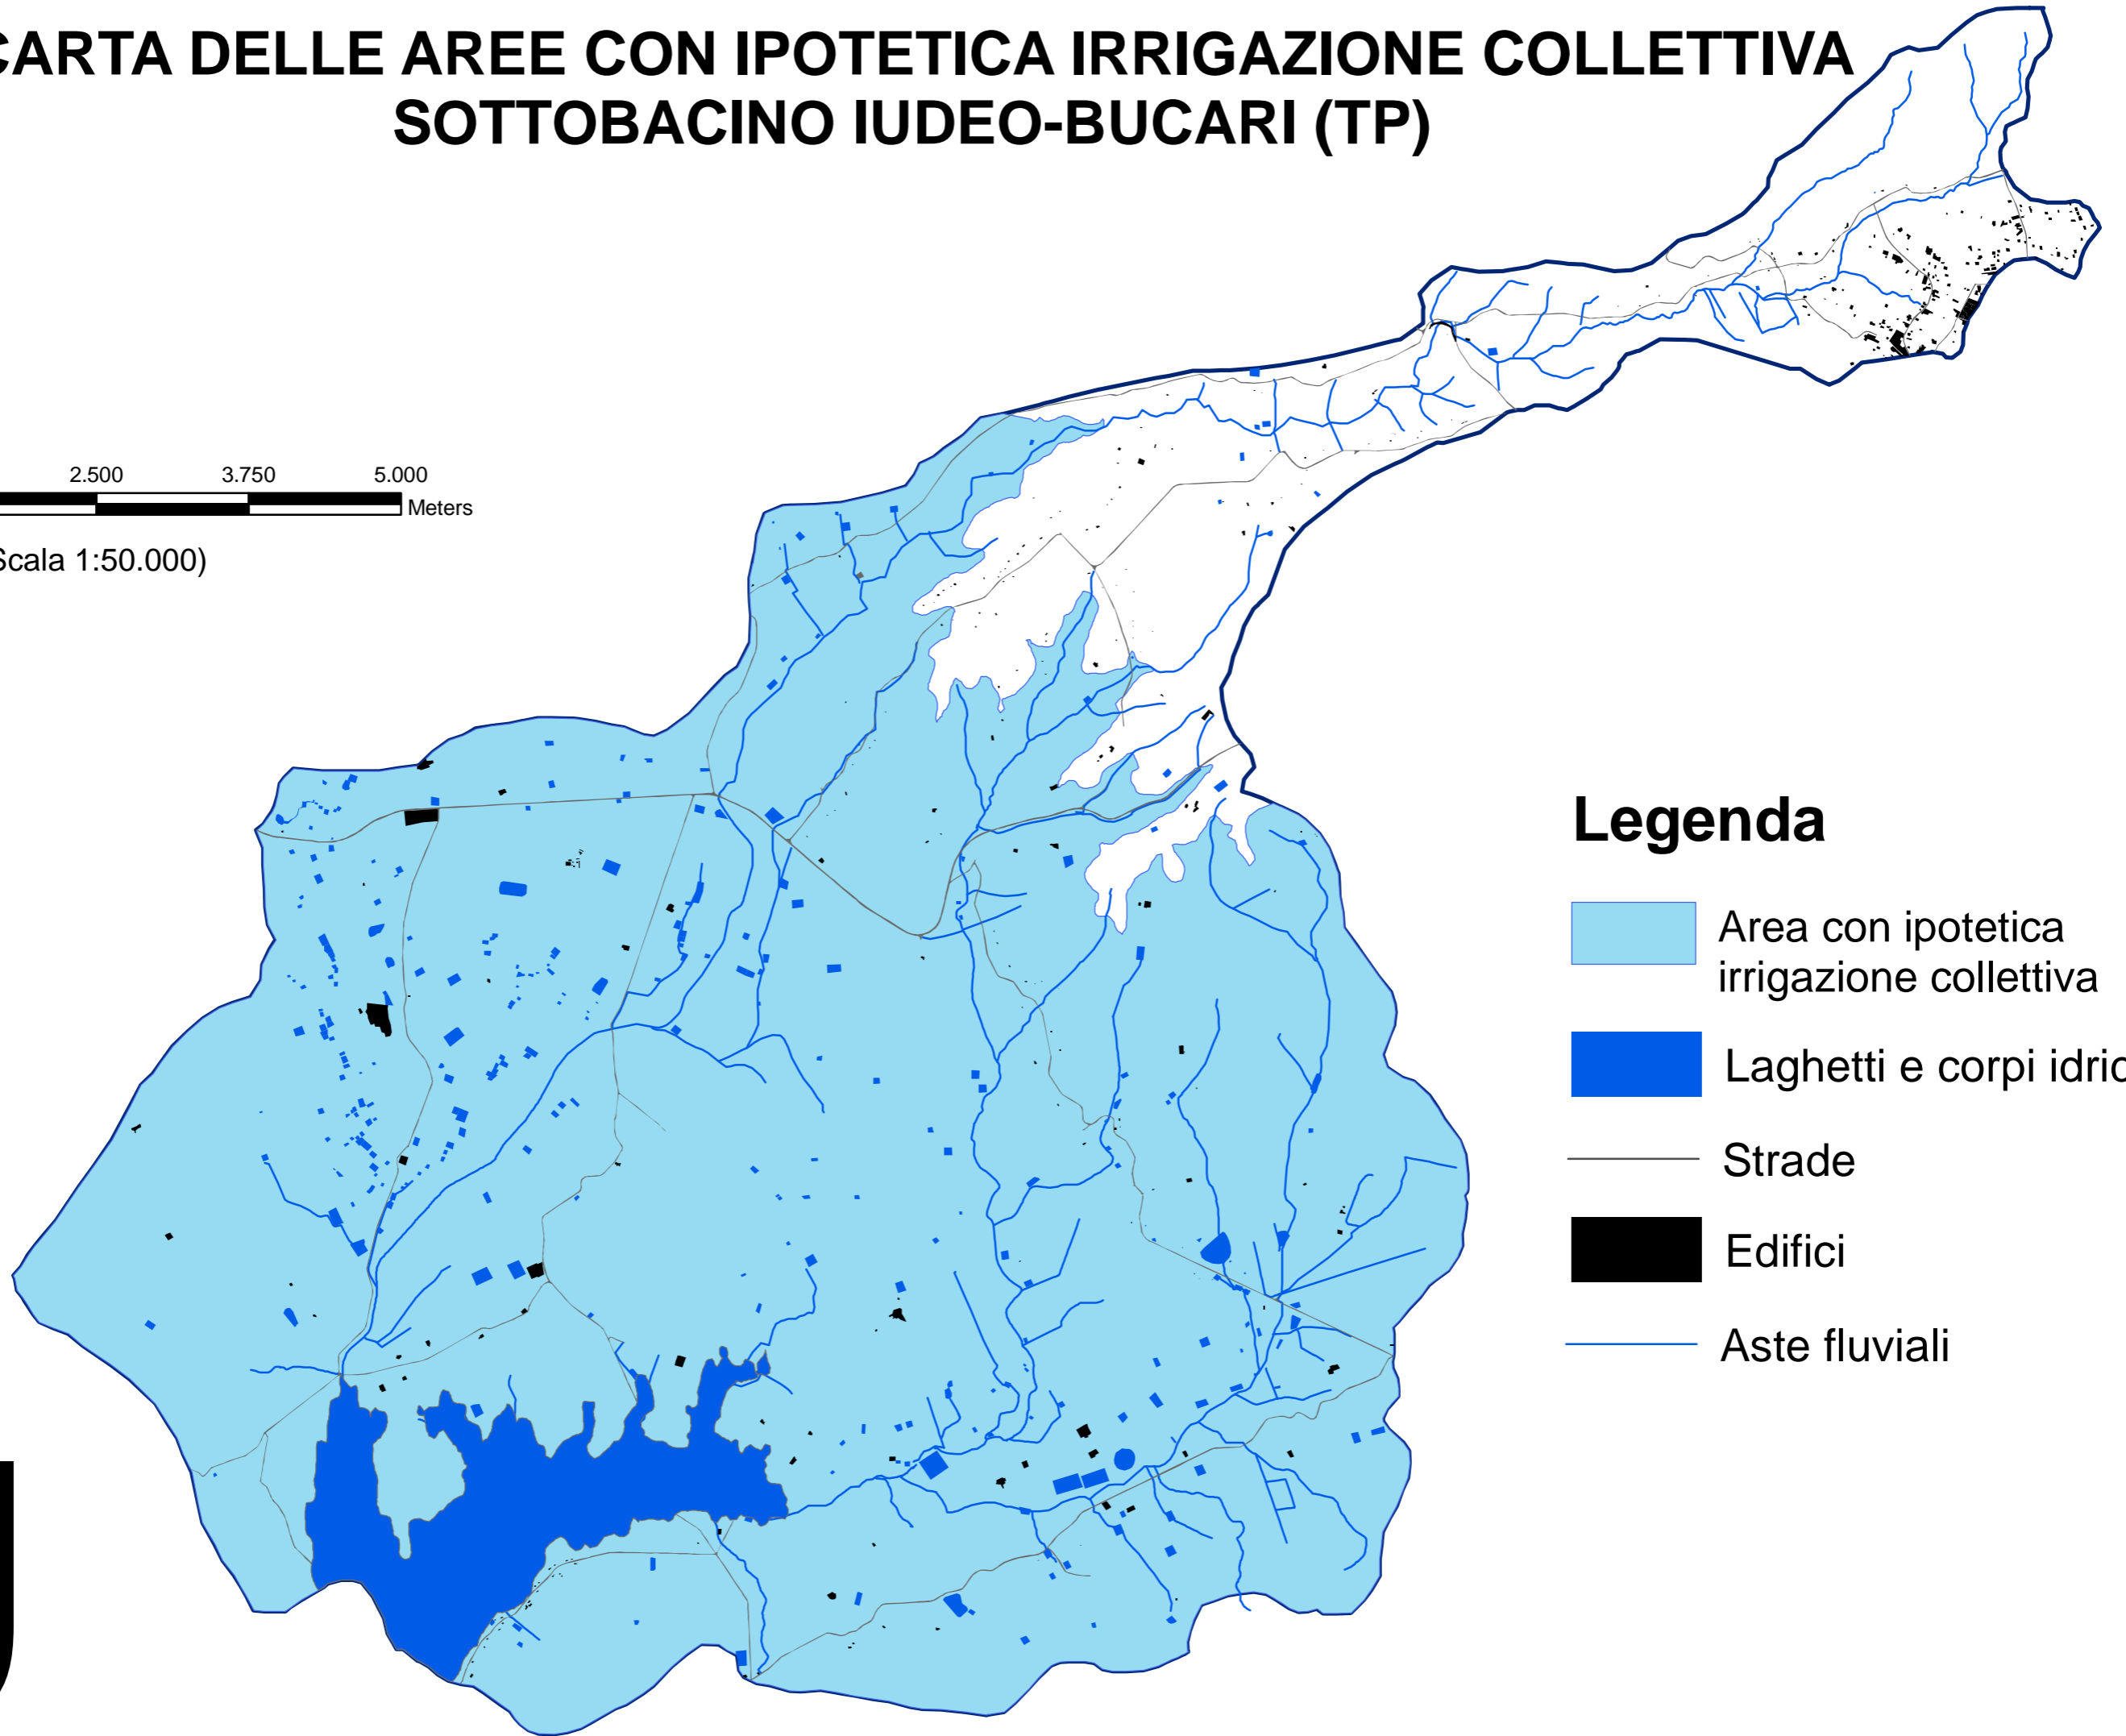 CARTA DELLE AREE CON IPOTETICA IRRIGAZIONE COLLETTIVA
SOTTOBACINO IUDEO-BUCARI (TP)
2.500 3.750 5.000
Meters
Scala 1:50.000)
Legenda
Area con ipotetica
irrigazione collettiva
Laghetti e corpi idric
Strade
Edifici
Aste fluviali